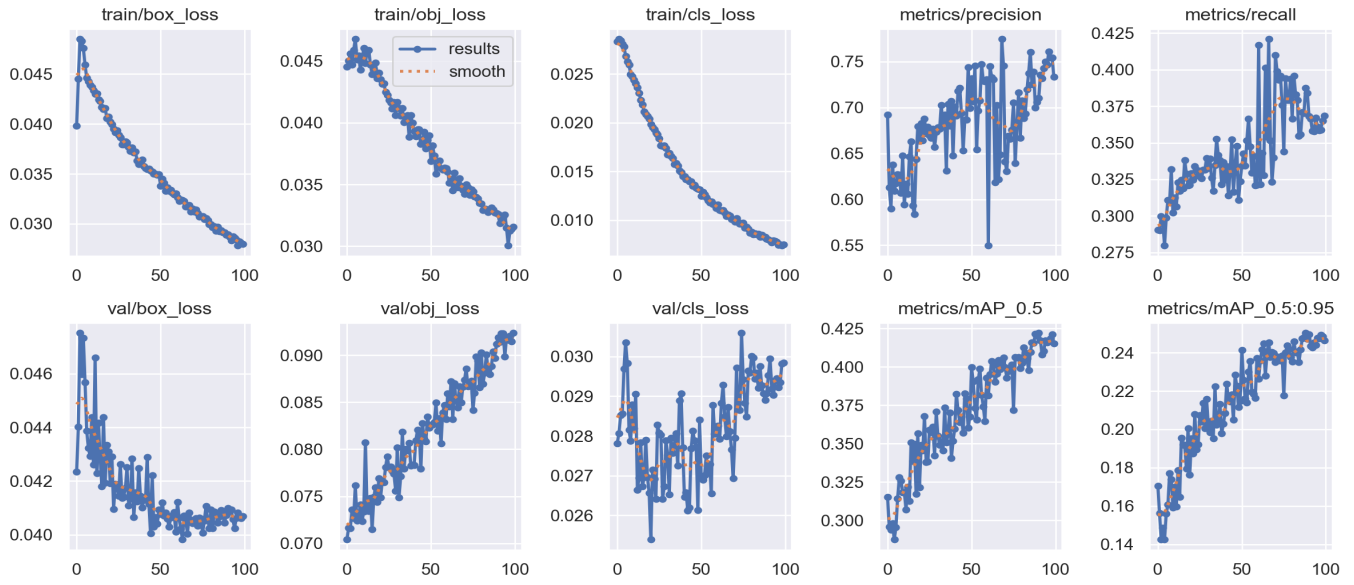 train/box_loss
train/obj_loss
train/cls_loss
metrics/precision
metrics/recall
0.045
0.040
0.035
0.030
0 50 100
0.045
0.040
0.035
0.030
0 50 100
results
smooth
0.025
0.020
0.015
0.010
0 50 100
0.75
0.70
0.65
0.60
0.55
0 50 100
0.425
0.400
0.375
0.350
0.325
0.300
0.275
0 50 100
val/box_loss
val/obj_loss
val/cls_loss
metrics/mAP_0.5
metrics/mAP_0.5:0.95
0.046
0.044
0.042
0.040
0 50 100
0.090
0.085
0.080
0.075
0.070
0 50 100
0.030
0.029
0.028
0.027
0.026
0 50 100
0.425
0.400
0.375
0.350
0.325
0.300
0 50 100
0.24
0.22
0.20
0.18
0.16
0.14
0 50 100